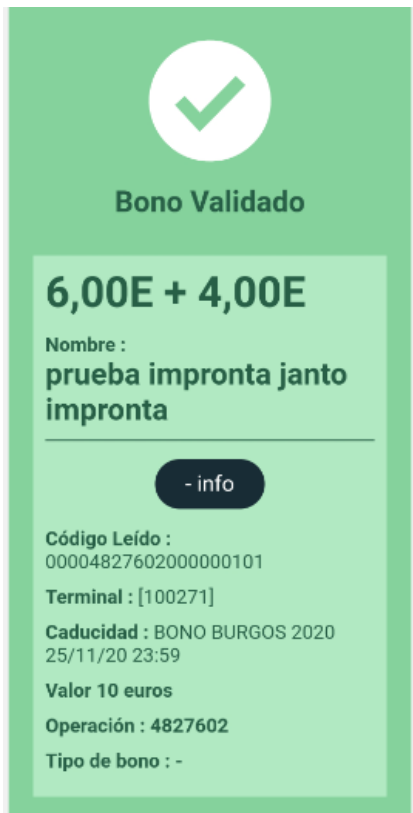 Bono Validado
6,00E + 4,00E
Nombre :
prueba impronta janto
impronta
- info
Código Leído :
00004827602000000101
Terminal : [100271]
Caducidad : BONO BURGOS 2020
25/11/20 23:59
Valor 10 euros
Operación : 4827602
Tipo de bono : -